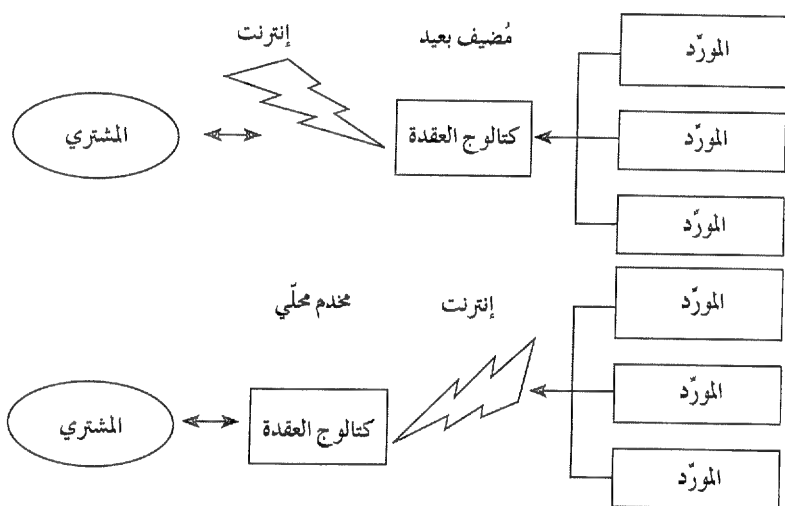 إنترنت
مُضيف بعيد
المورّد
المورّد
المورّد
كتالوج العقدة
المشتري
إنترنت
مخدم محلّي
المورّد
المورّد
المورّد
كتالوج العقدة
المشتري